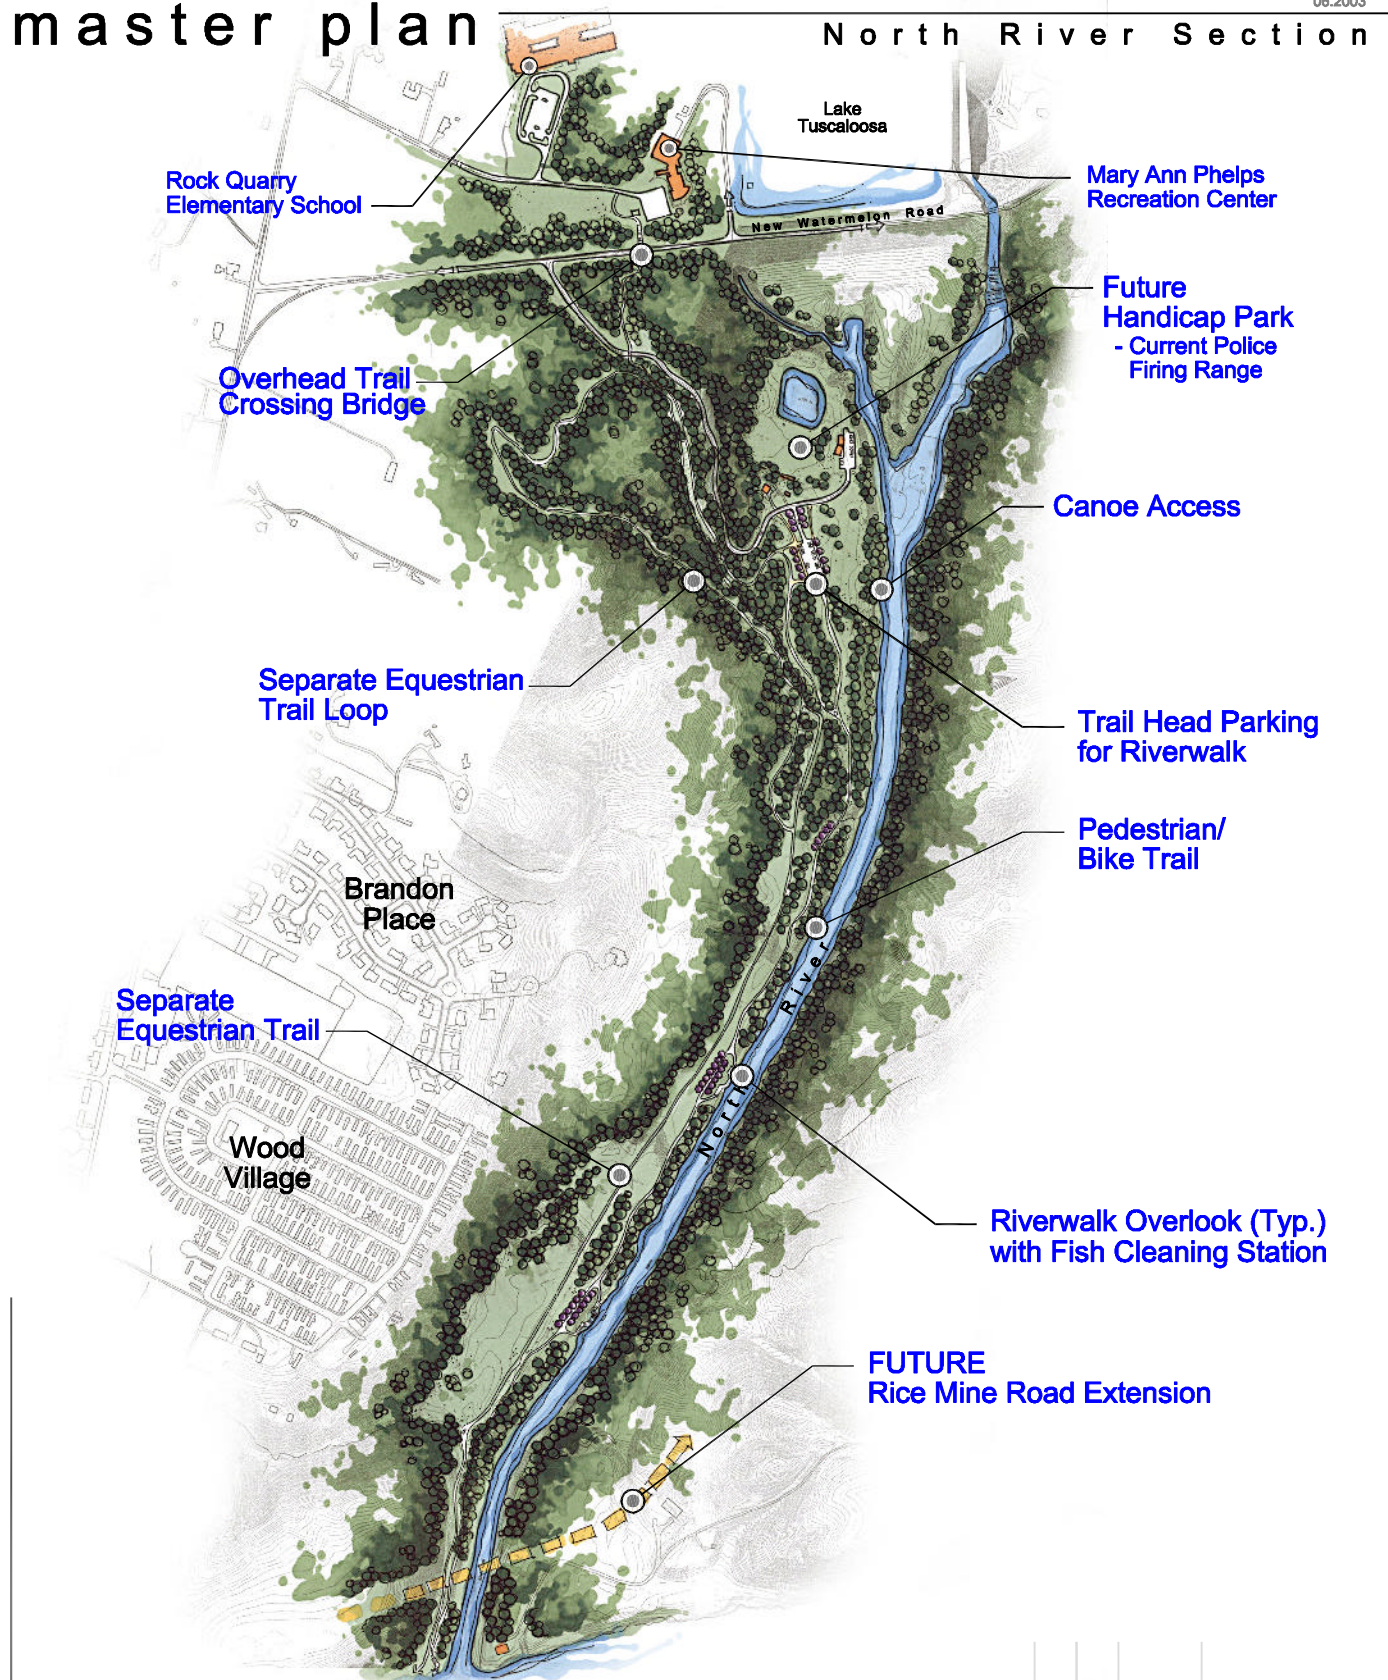 master plan
06.2003
North River Section
Lake
Tuscaloosa
Rock Quarry
Elementary School
Mary Ann Phelps
Recreation Center
New Watermelon Road
Future
Handicap Park
- Current Police
Firing Range
Overhead Trail
Crossing Bridge
Canoe Access
Separate Equestrian
Trail Loop
Trail Head Parking
for Riverwalk
Pedestrian/
Bike Trail
Brandon
Place
North River
Separate
Equestrian Trail
Wood
Village
Riverwalk Overlook (Typ.)
with Fish Cleaning Station
FUTURE
Rice Mine Road Extension